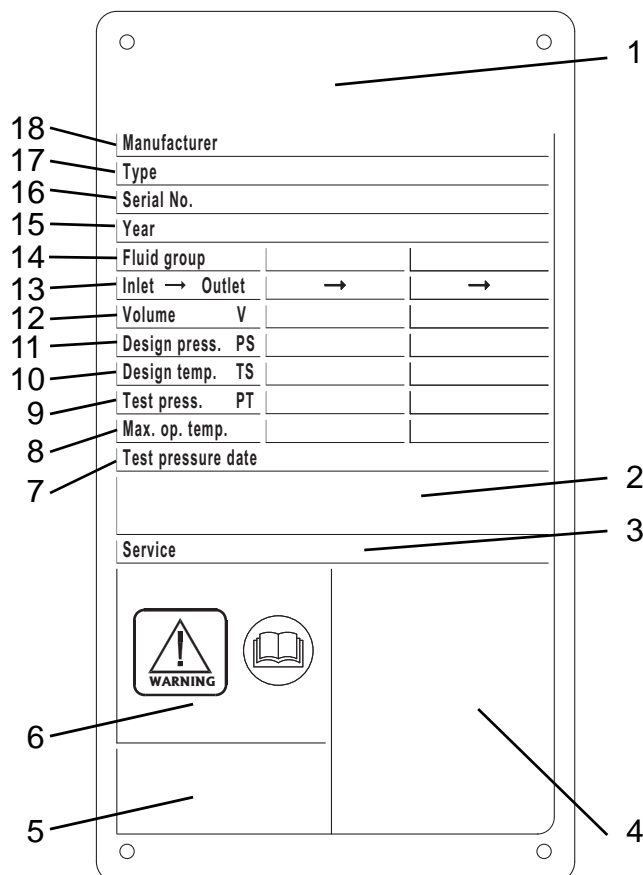 1
18 Manufacturer
17 Type
16 Serial No.
15 Year
14 Fluid group
13 Inlet → Outlet → →
12 Volume V
11 Design press. PS
10 Design temp. TS
9 Test press. PT
8 Max. op. temp.
7 Test pressure date
2
Service 3
WARNING
6
5
4